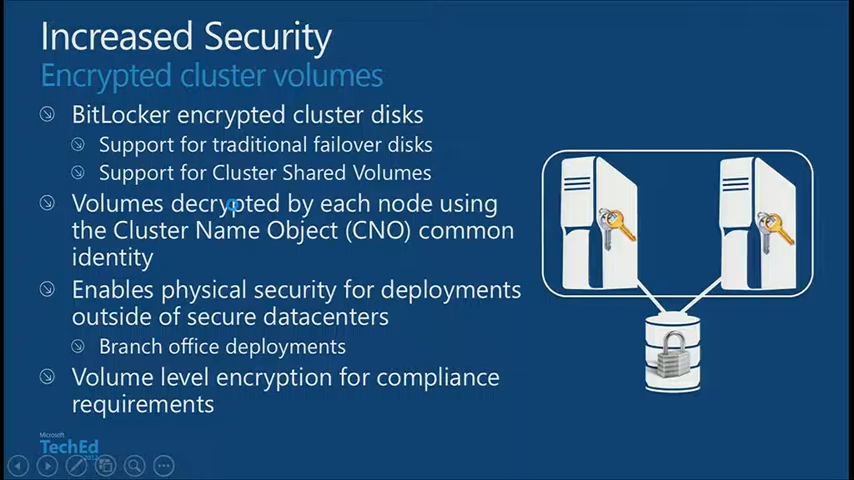 Increased Security
Encrypted cluster volumes
BitLocker encrypted cluster disks
Support for traditional failover disks
Support for Cluster Shared Volumes
Volumes decrypted by each node using
the Cluster Name Object (CNO) common
identity
Enables physical security for deployments
outside of secure datacenters
Branch office deployments
Volume level encryption for compliance
requirements
Microsoft
TechEd
2012